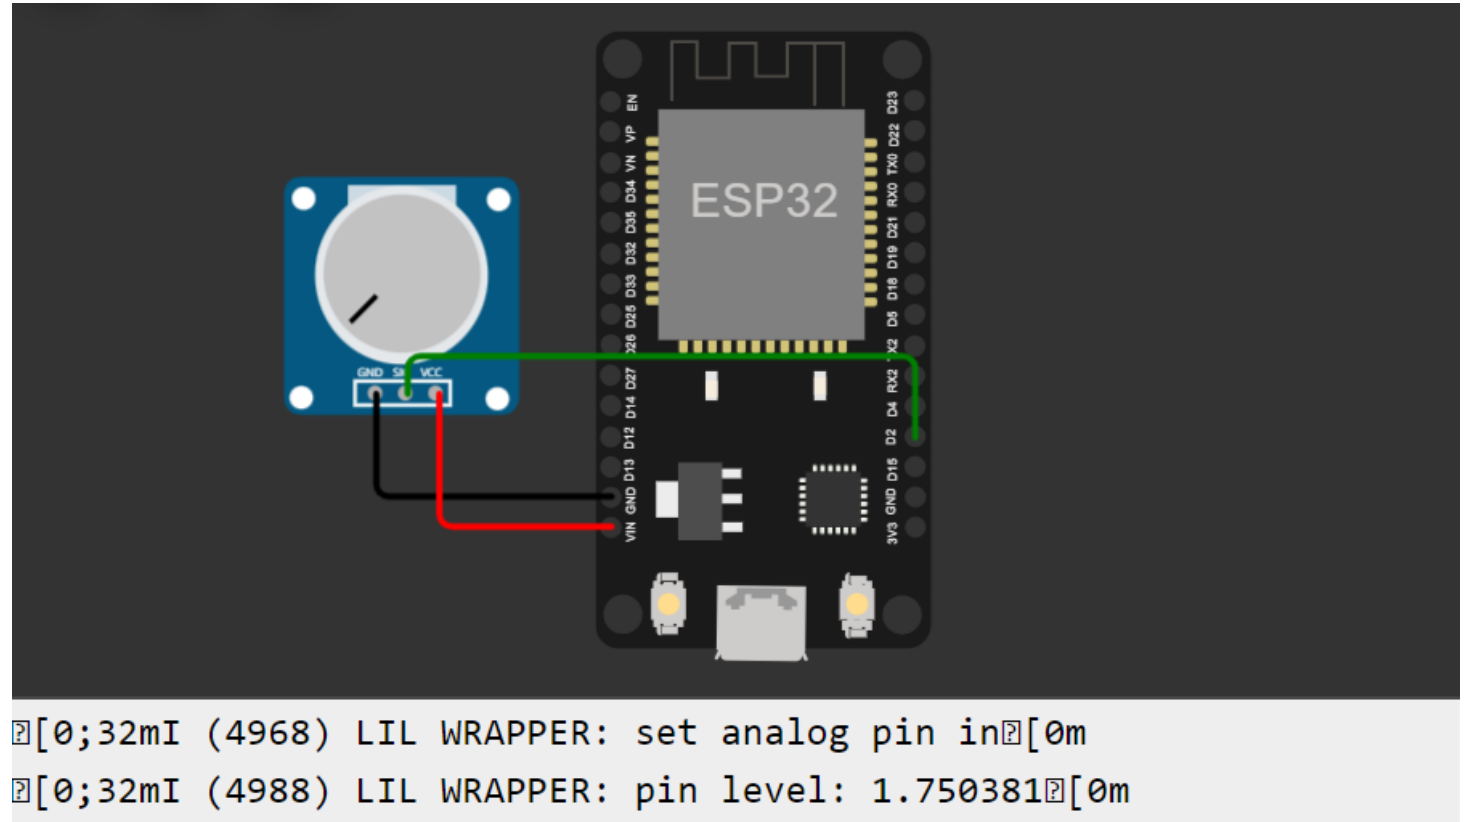 EN
VP
VN
D34
D35
D32
D33
D25
D26
D27
D14
D12
D13
GND
VIN
ESP32
D23
D22
TX0
RX0
D21
D19
D18
D5
RX2
D4
D2
D15
GND
3V3
GND VCC
[0;32mI (4968) LIL WRAPPER: set analog pin in[0m
[0;32mI (4988) LIL WRAPPER: pin level: 1.750381[0m